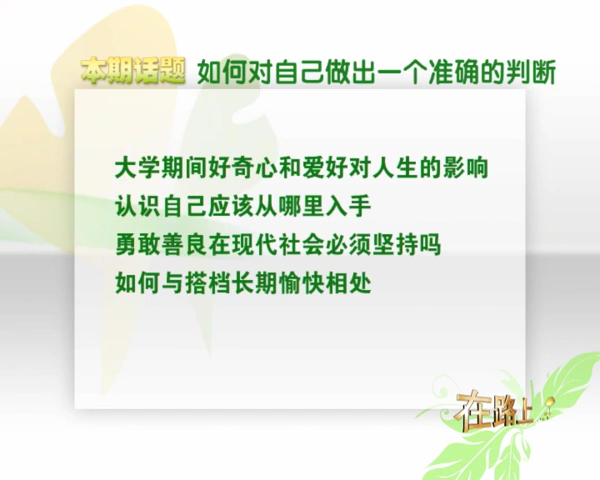 本期话题 如何对自己做出一个准确的判断
大学期间好奇心和爱好对人生的影响
认识自己应该从哪里入手
勇敢善良在现代社会必须坚持吗
如何与搭档长期愉快相处
在路上